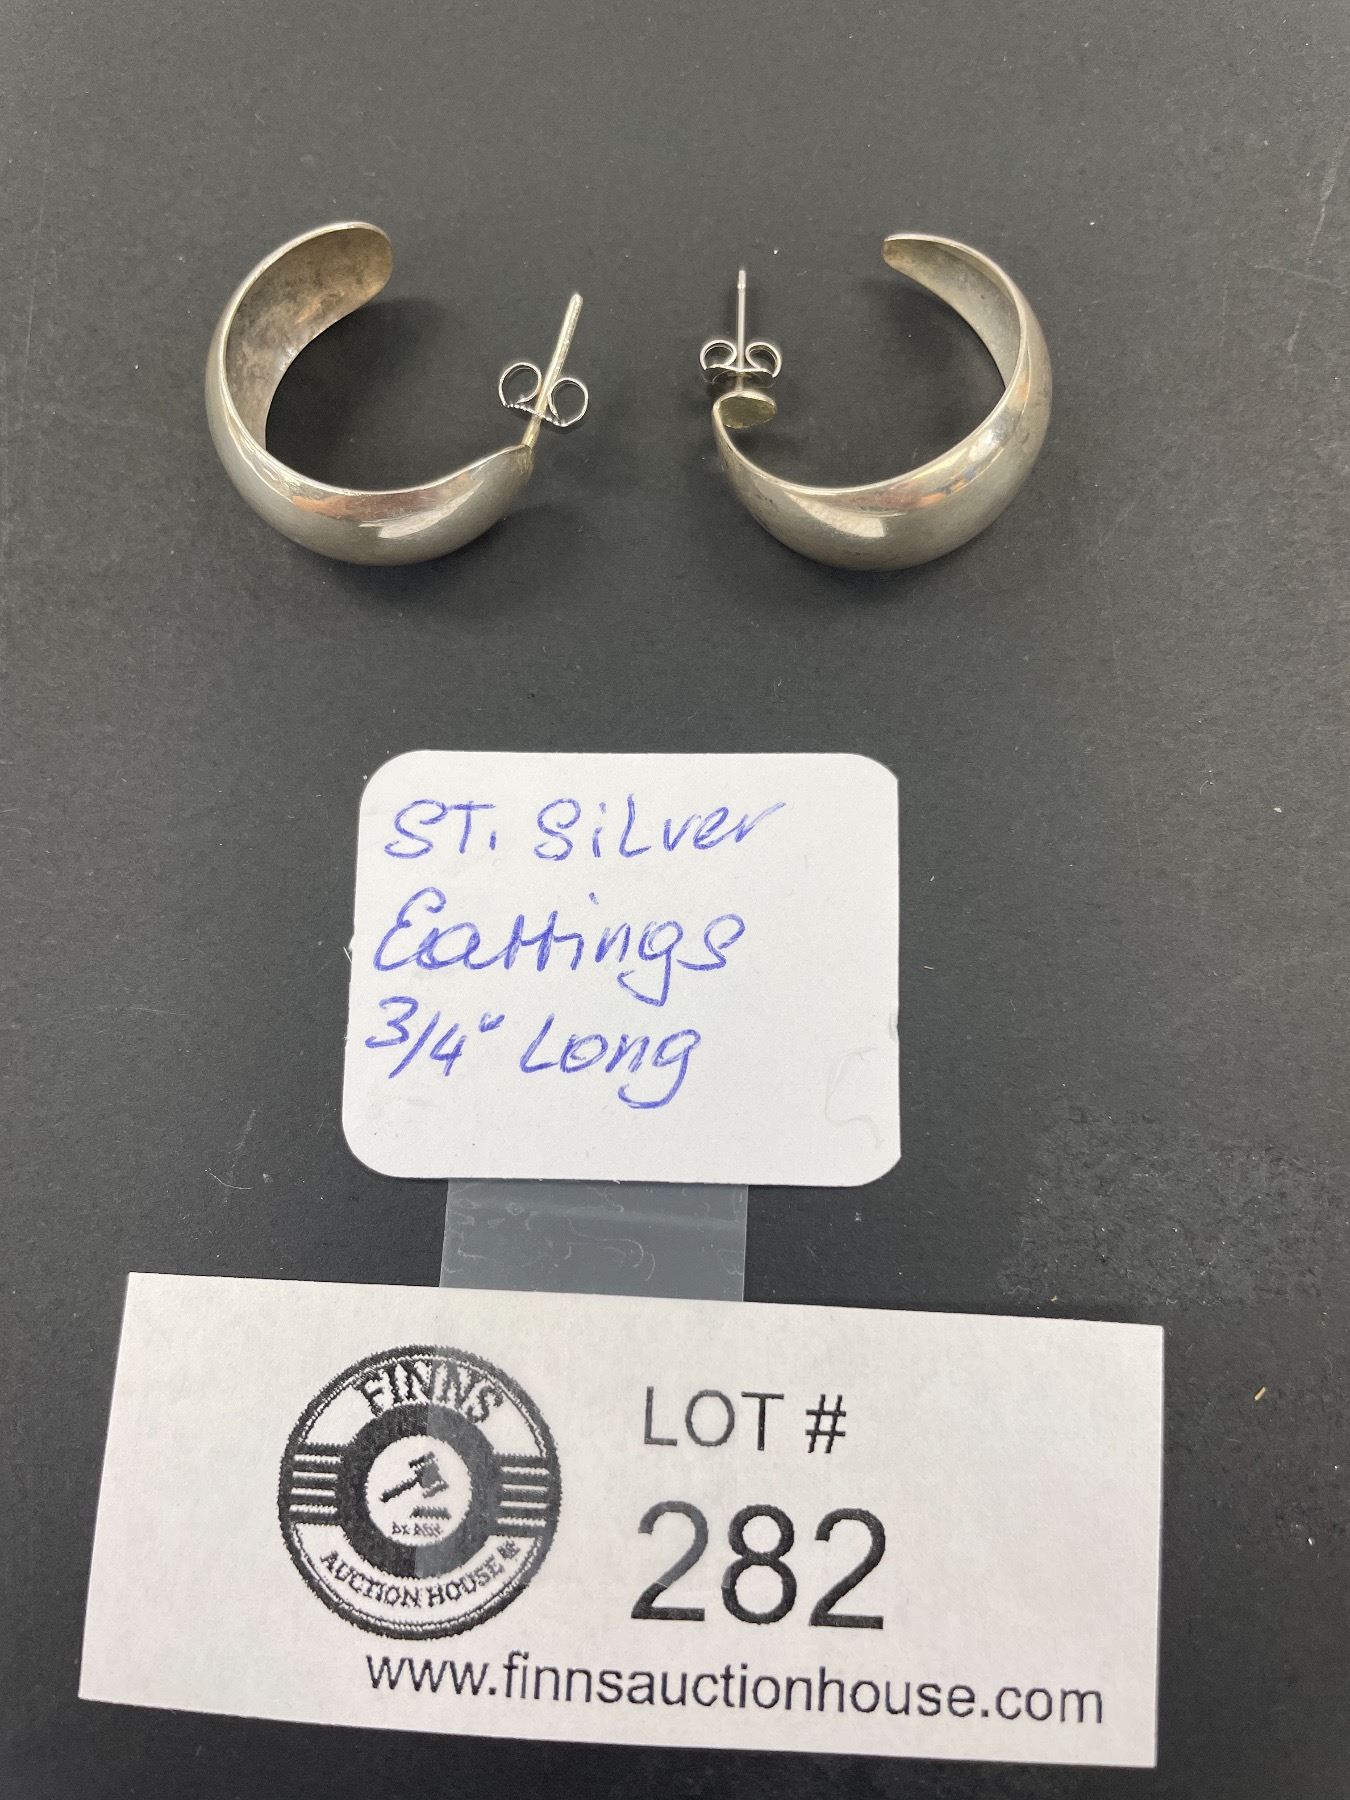 ST. Silver
Earrings
3/4" Long
FINNS
AUCTION HOUSE
LOT #
282
www.finnsauctionhouse.com